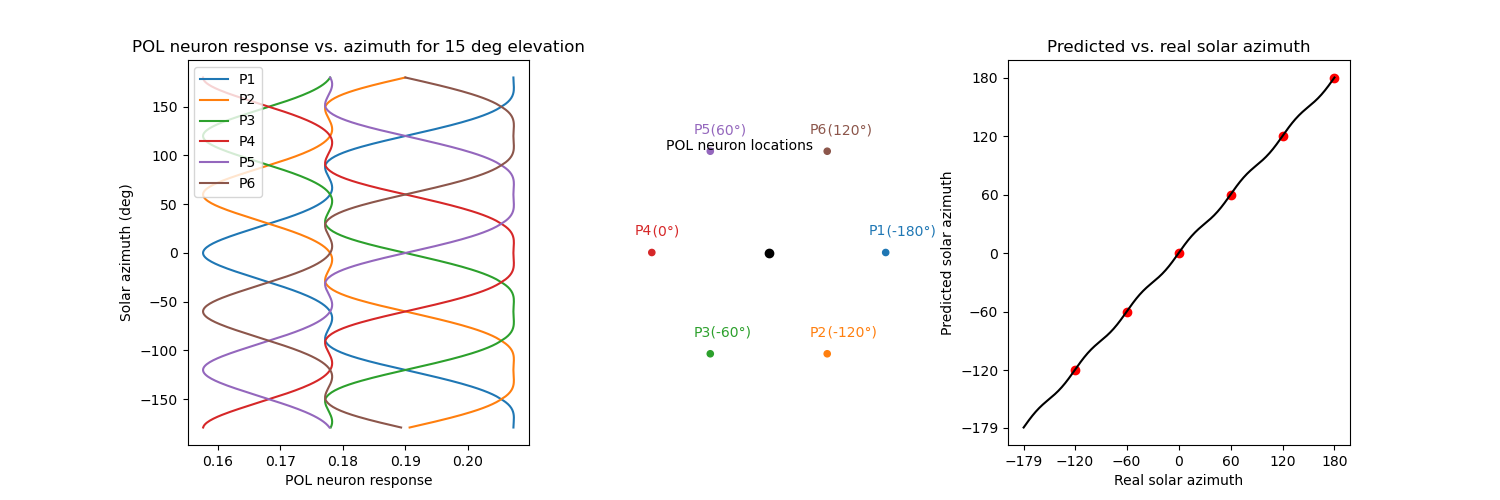 POL neuron response vs. azimuth for 15 deg elevation
P1
P2
P3
P4
P5
P6
150
100
50
0
−50
−100
−150
Solar azimuth (deg)
0.16 0.17 0.18 0.19 0.20
POL neuron response
P5(60°) P6(120°)
POL neuron locations
P4(0°) P1(-180°)
P3(-60°) P2(-120°)
Predicted vs. real solar azimuth
180
120
60
0
−60
−120
−179
Predicted solar azimuth
−179 −120 −60 0 60 120 180
Real solar azimuth